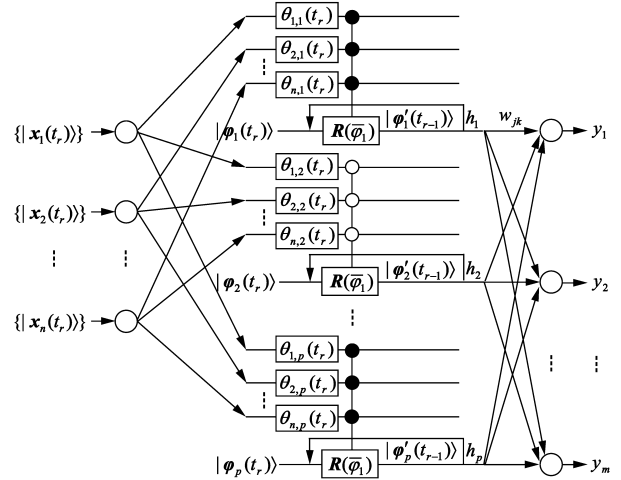 θ1,1(tr)
θ2,1(tr)
θn,1(tr)
{|x1(tr)⟩} |φ1(tr)⟩ R(φ̄1) |φ′1(tr−1)⟩ h1 wjk y1
θ1,2(tr)
{|x2(tr)⟩} θ2,2(tr)
θn,2(tr)
|φ2(tr)⟩ R(φ̄1) |φ′2(tr−1)⟩ h2 y2
{|xn(tr)⟩}
θ1,p(tr)
θ2,p(tr)
θn,p(tr)
|φp(tr)⟩ R(φ̄1) |φ′p(tr−1)⟩ hp ym